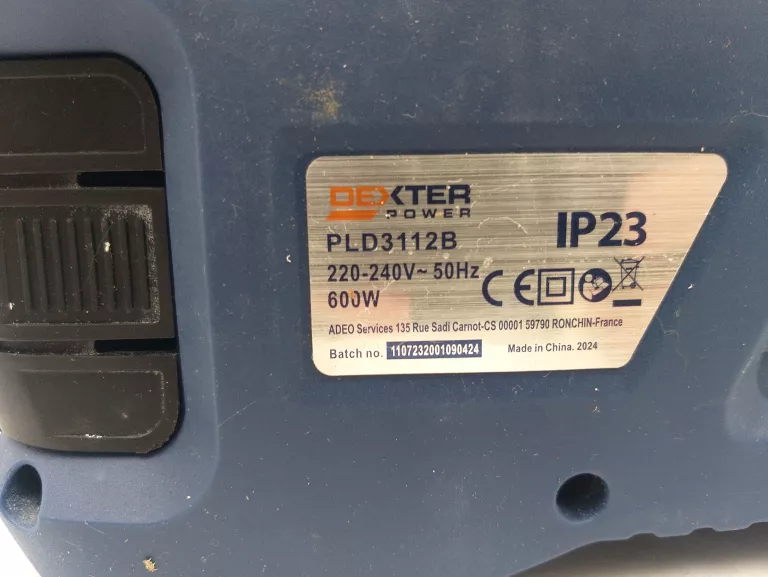 DEXTER
POWER
IP23
PLD3112B
220-240V~ 50Hz
600W
CE
ADEO Services 135 Rue Sadi Carnot-CS 00001 59790 RONCHIN-France
Batch no. 1107232001090424 Made in China. 2024